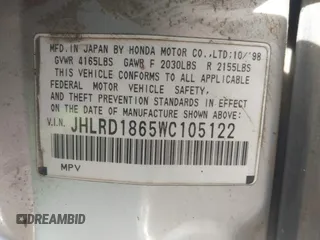 MFD. IN JAPAN BY HONDA MOTOR CO.,LTD;10/'98
GVWR 4165LBS GAWR F 2030LBS R 2155LBS
THIS VEHICLE CONFORMS TO ALL APPLICABLE
FEDERAL MOTOR VEHICLE SAFETY,
AND THEFT PREVENTION STANDARDS IN EFFECT
ON THE DATE OF MANUFACTURE SHOWN ABOVE.
V.I.N. JHLRD1865WC105122
MPV
DREAMBID